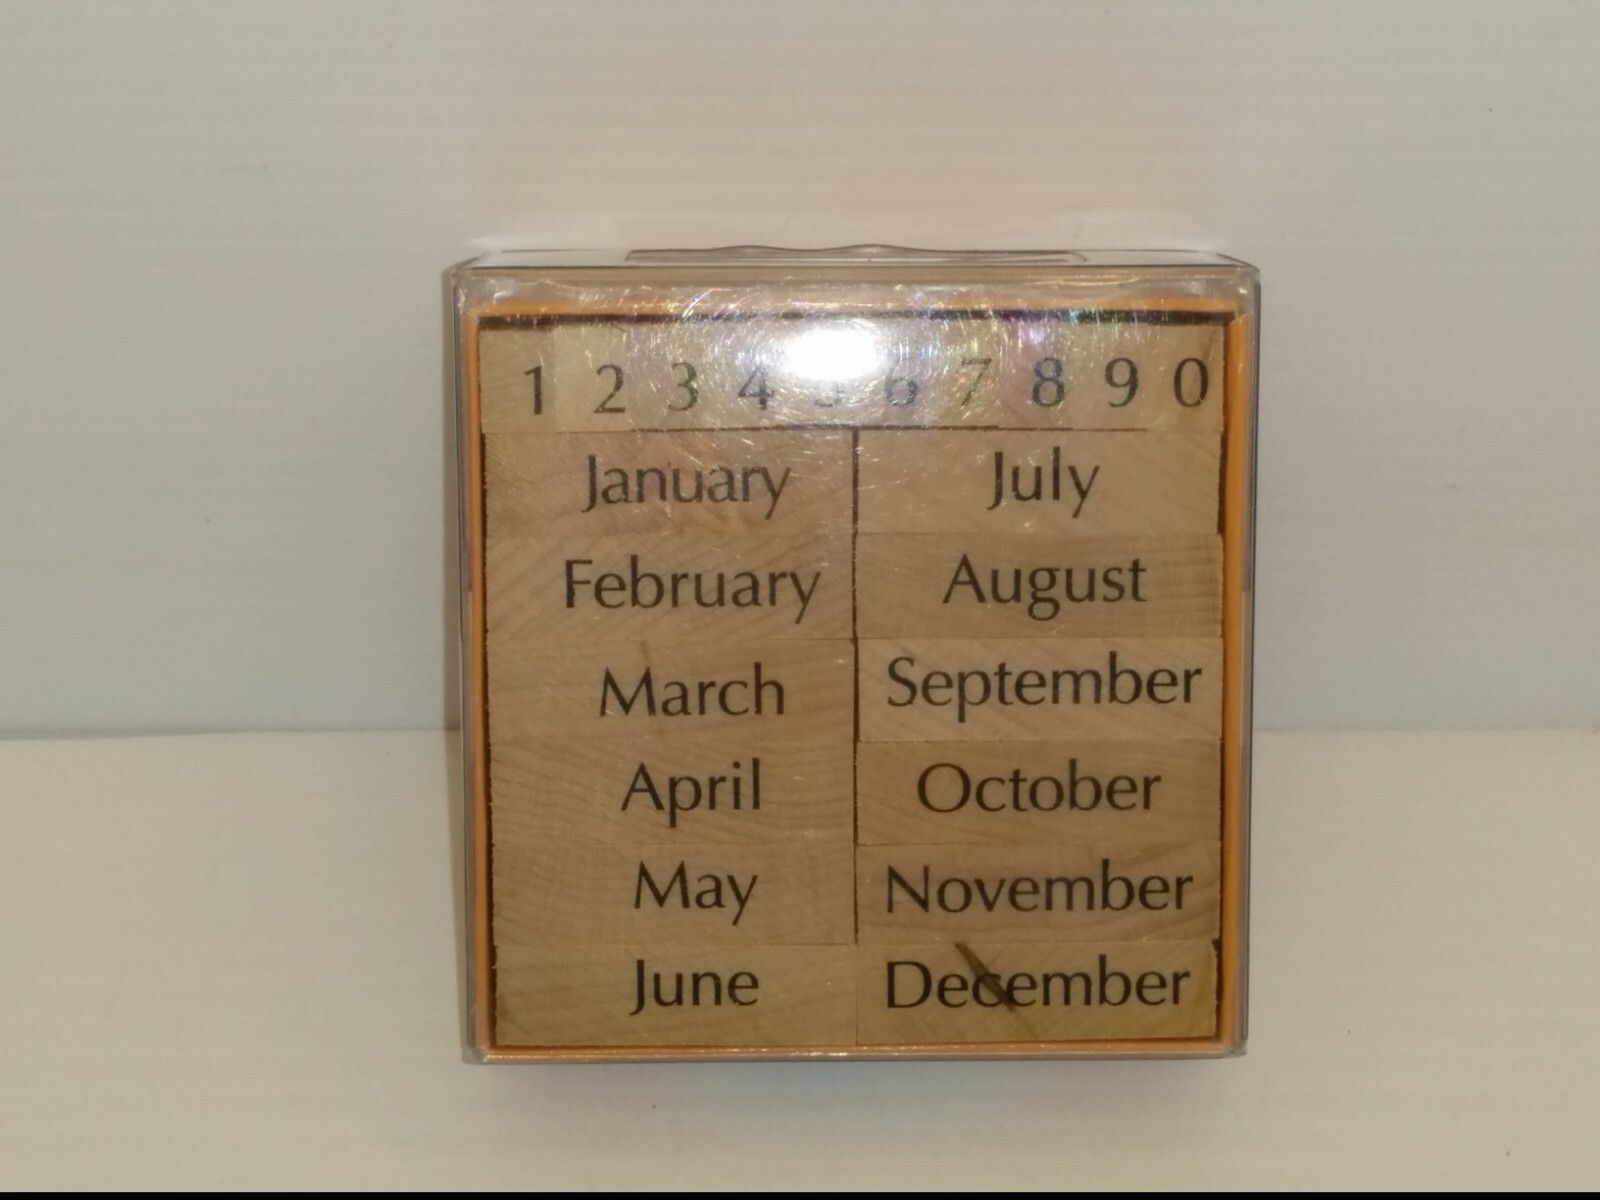 1 2 3 4 5 6 7 8 9 0
January July
February August
March September
April October
May November
June December